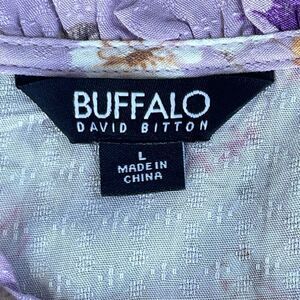 BUFFALO
DAVID BITTON
L
MADE IN
CHINA